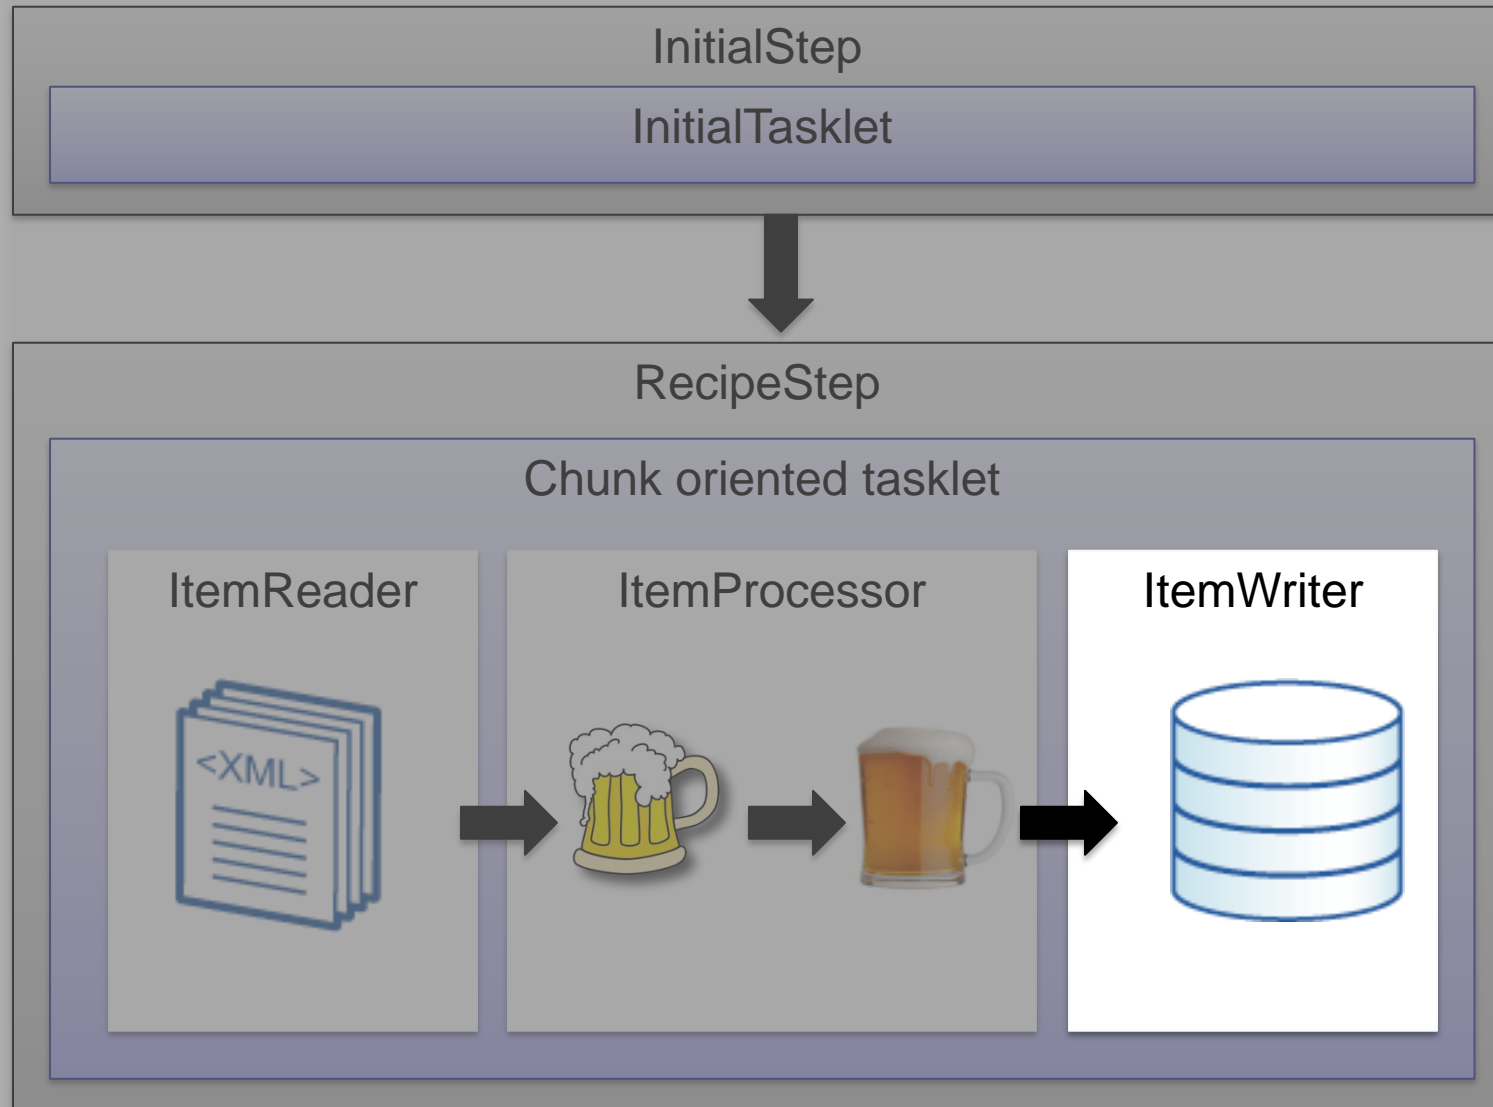 InitialStep
InitialTasklet
RecipeStep
Chunk oriented tasklet
ItemReader
ItemProcessor
ItemWriter
<XML>